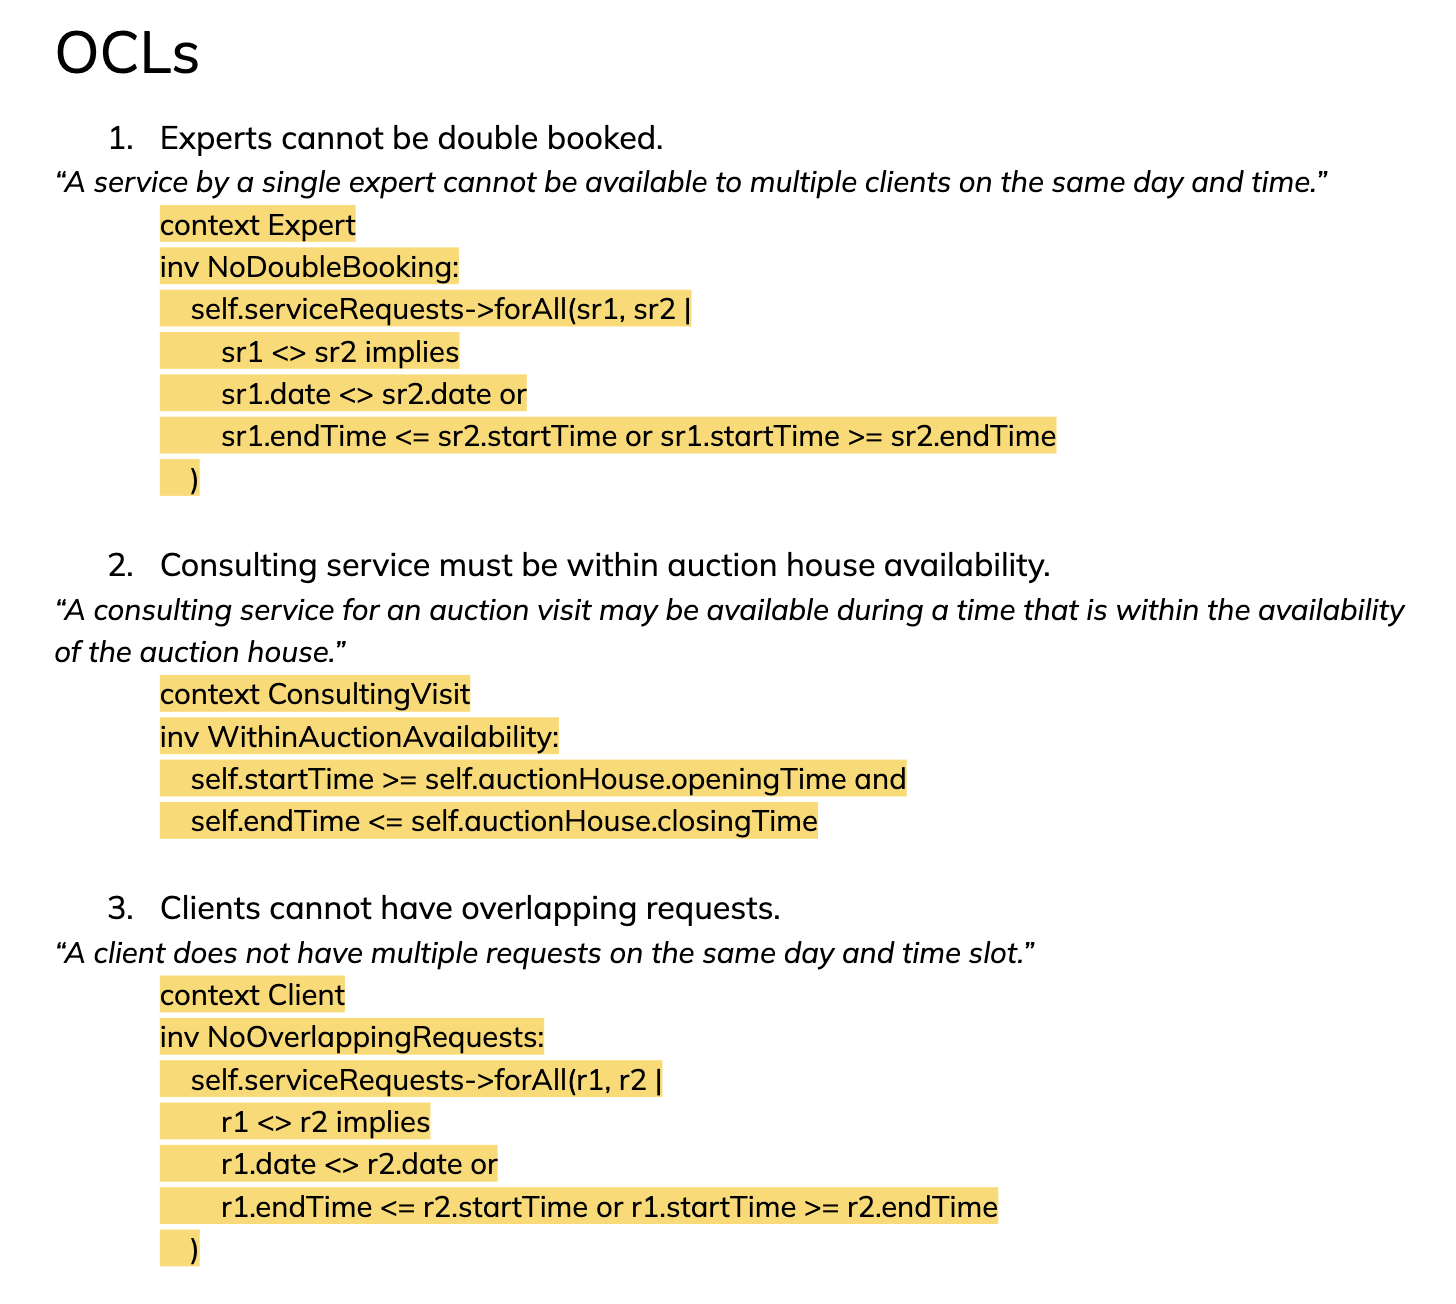 OCLs
1. Experts cannot be double booked.
“A service by a single expert cannot be available to multiple clients on the same day and time.”
context Expert
inv NoDoubleBooking:
self.serviceRequests->forAll(sr1, sr2 |
sr1 <> sr2 implies
sr1.date <> sr2.date or
sr1.endTime <= sr2.startTime or sr1.startTime >= sr2.endTime
)
2. Consulting service must be within auction house availability.
“A consulting service for an auction visit may be available during a time that is within the availability
of the auction house.”
context ConsultingVisit
inv WithinAuctionAvailability:
self.startTime >= self.auctionHouse.openingTime and
self.endTime <= self.auctionHouse.closingTime
3. Clients cannot have overlapping requests.
“A client does not have multiple requests on the same day and time slot.”
context Client
inv NoOverlappingRequests:
self.serviceRequests->forAll(r1, r2 |
r1 <> r2 implies
r1.date <> r2.date or
r1.endTime <= r2.startTime or r1.startTime >= r2.endTime
)